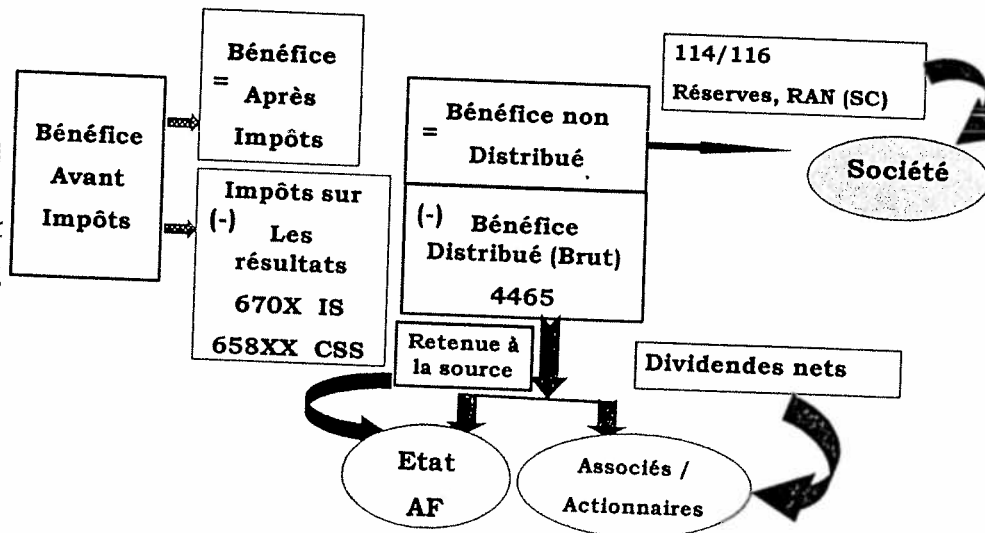 Bénéfice
Avant
Impôts
Bénéfice
=
Après
Impôts
Impôts sur
(-)
Les
résultats
670X IS
658XX CSS
= Bénéfice non
Distribué
(-) Bénéfice
Distribué (Brut)
4465
114/116
Réserves, RAN (SC)
Société
Retenue à
la source
Dividendes nets
Etat
AF
Associés /
Actionnaires